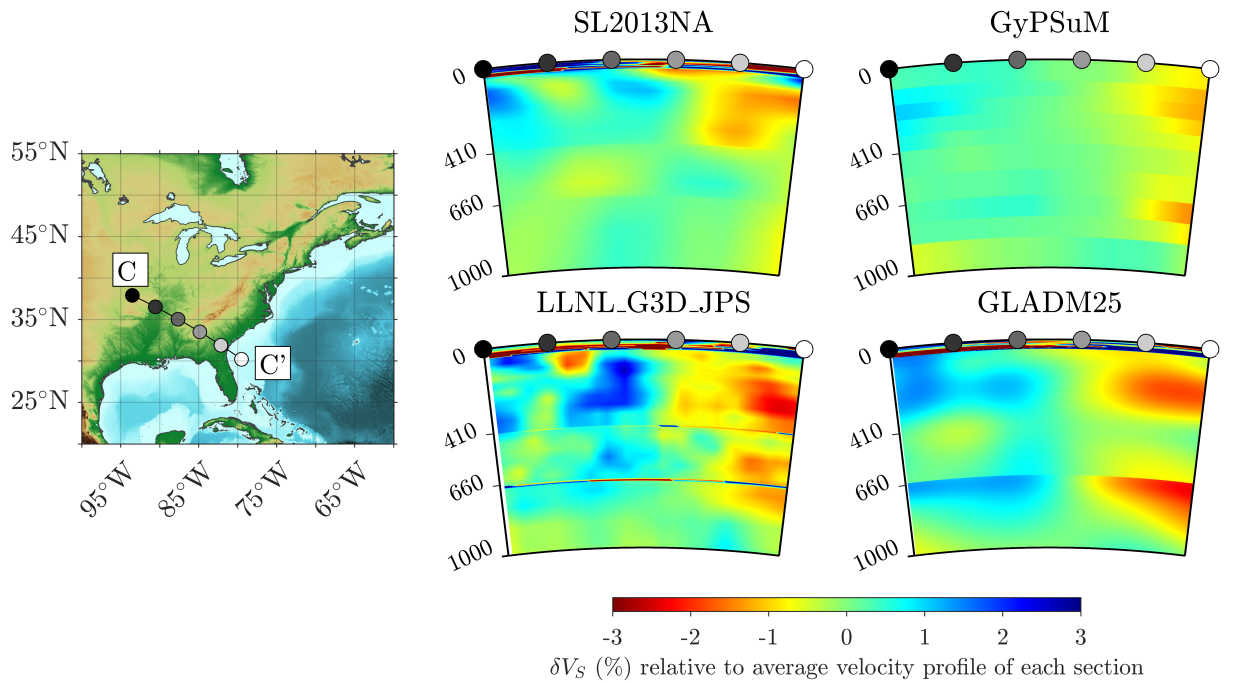 SL2013NA
GyPSuM
0
410
660
1000
0
410
660
1000
55°N
45°N
35°N
25°N
95°W
85°W
75°W
65°W
C
C'
LLNL_G3D_JPS
GLADM25
0
410
660
1000
0
410
660
1000
-3 -2 -1 0 1 2 3
δV_S (%) relative to average velocity profile of each section